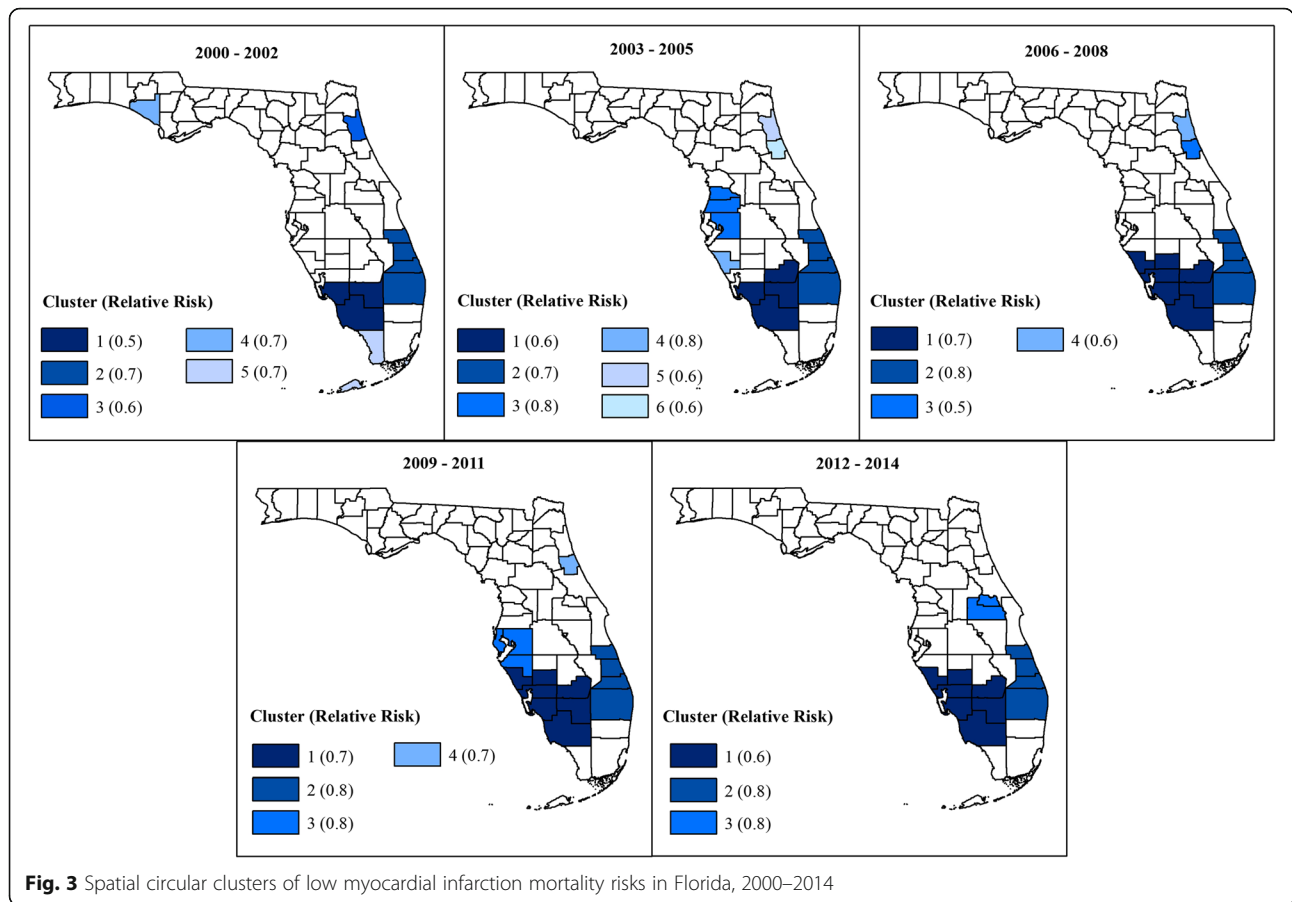 2000 - 2002
Cluster (Relative Risk)
1 (0.5)
2 (0.7)
3 (0.6)
4 (0.7)
5 (0.7)
2003 - 2005
Cluster (Relative Risk)
1 (0.6)
2 (0.7)
3 (0.8)
4 (0.8)
5 (0.6)
6 (0.6)
2006 - 2008
Cluster (Relative Risk)
1 (0.7)
2 (0.8)
3 (0.5)
4 (0.6)
2009 - 2011
Cluster (Relative Risk)
1 (0.7)
2 (0.8)
3 (0.8)
4 (0.7)
2012 - 2014
Cluster (Relative Risk)
1 (0.6)
2 (0.8)
3 (0.8)
Fig. 3 Spatial circular clusters of low myocardial infarction mortality risks in Florida, 2000–2014